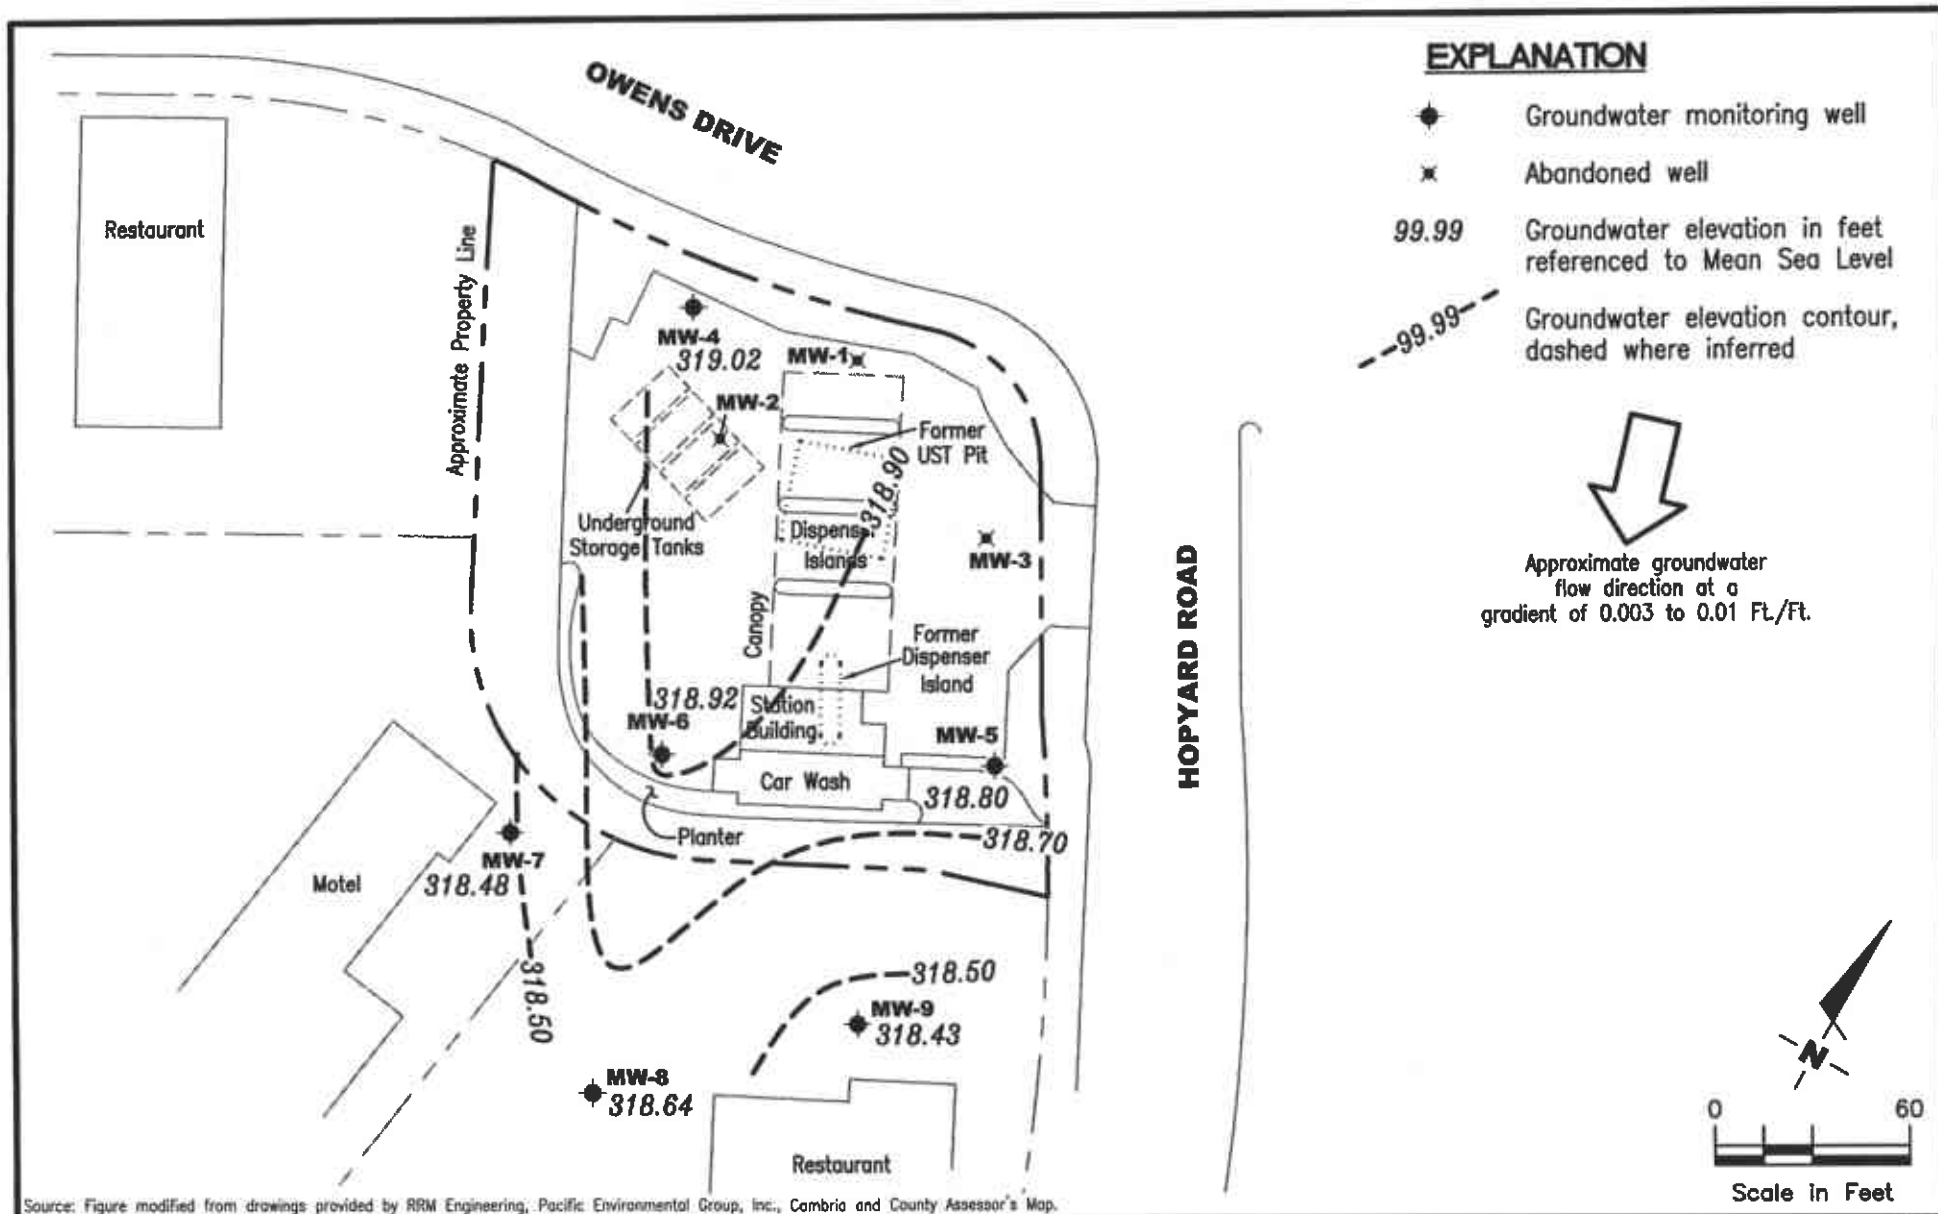 EXPLANATION
Groundwater monitoring well
Abandoned well
99.99
Groundwater elevation in feet
referenced to Mean Sea Level
99.99
Groundwater elevation contour,
dashed where inferred
Approximate groundwater
flow direction at a
gradient of 0.003 to 0.01 Ft./Ft.
OWENS DRIVE
Restaurant
Approximate Property Line
MW-4
319.02
MW-1
MW-2
Former
UST Pit
318.90
Underground
Storage Tanks
Dispenser
Islands
MW-3
Canopy
Former
Dispenser
Island
HOPYARD ROAD
318.92
MW-6
Station
Building
MW-5
Car Wash
318.80
Planter
318.70
MW-7
318.48
Motel
318.50
318.50
MW-9
318.43
MW-8
318.64
Restaurant
N
0 60
Scale in Feet
Source: Figure modified from drawings provided by RRM Engineering, Pacific Environmental Group, Inc., Cambria and County Assessor's Map.